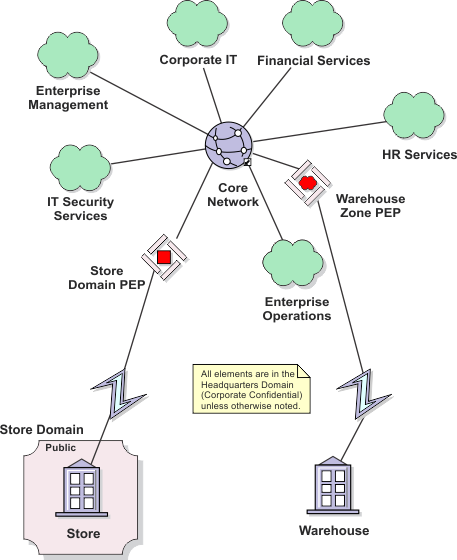 Corporate IT
Financial Services
Enterprise
Management
HR Services
IT Security
Services
Core
Network
Warehouse
Zone PEP
Store
Domain PEP
Enterprise
Operations
All elements are in the
Headquarters Domain
(Corporate Confidential)
unless otherwise noted.
Store Domain
Public
Store
Warehouse